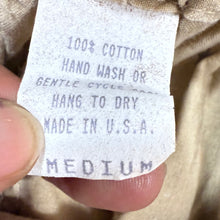 100% COTTON
HAND WASH OR
GENTLE CYCLE
HANG TO DRY
MADE IN U.S.A.
MEDIUM